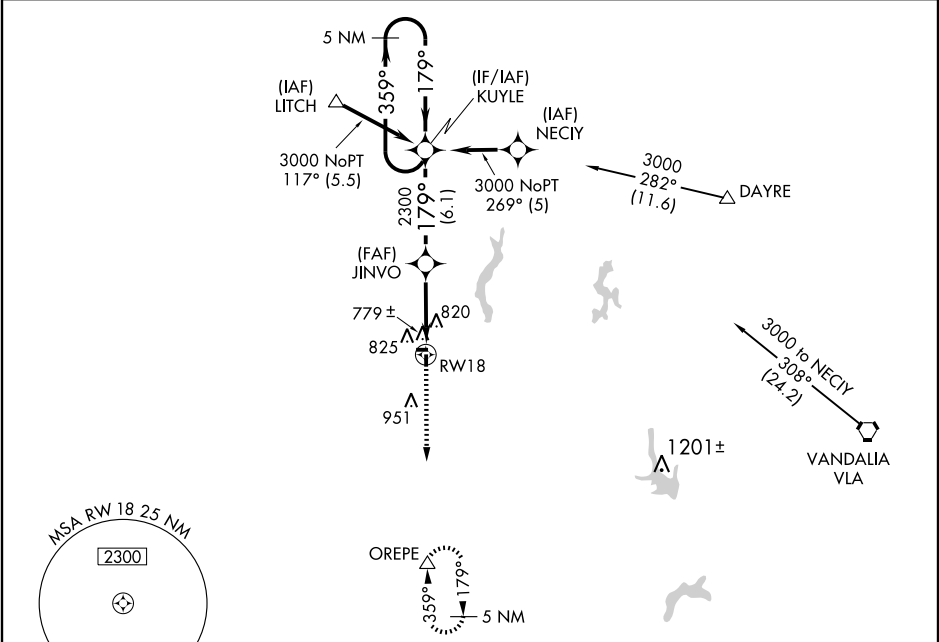 5 NM
359°
179°
(IAF)
LITCH
(IF/IAF)
KUYLE
(IAF)
NECIY
3000 NoPT
117° (5.5)
3000 NoPT
269° (5)
3000
282°
(11.6)
DAYRE
2300
179°
(6.1)
(FAF)
JINVO
779 ±
820
825
RW18
951
3000 to NECIY
308°
(24.2)
VANDALIA
VLA
1201±
MSA RW 18 25 NM
2300
OREPE
359°
179°
5 NM